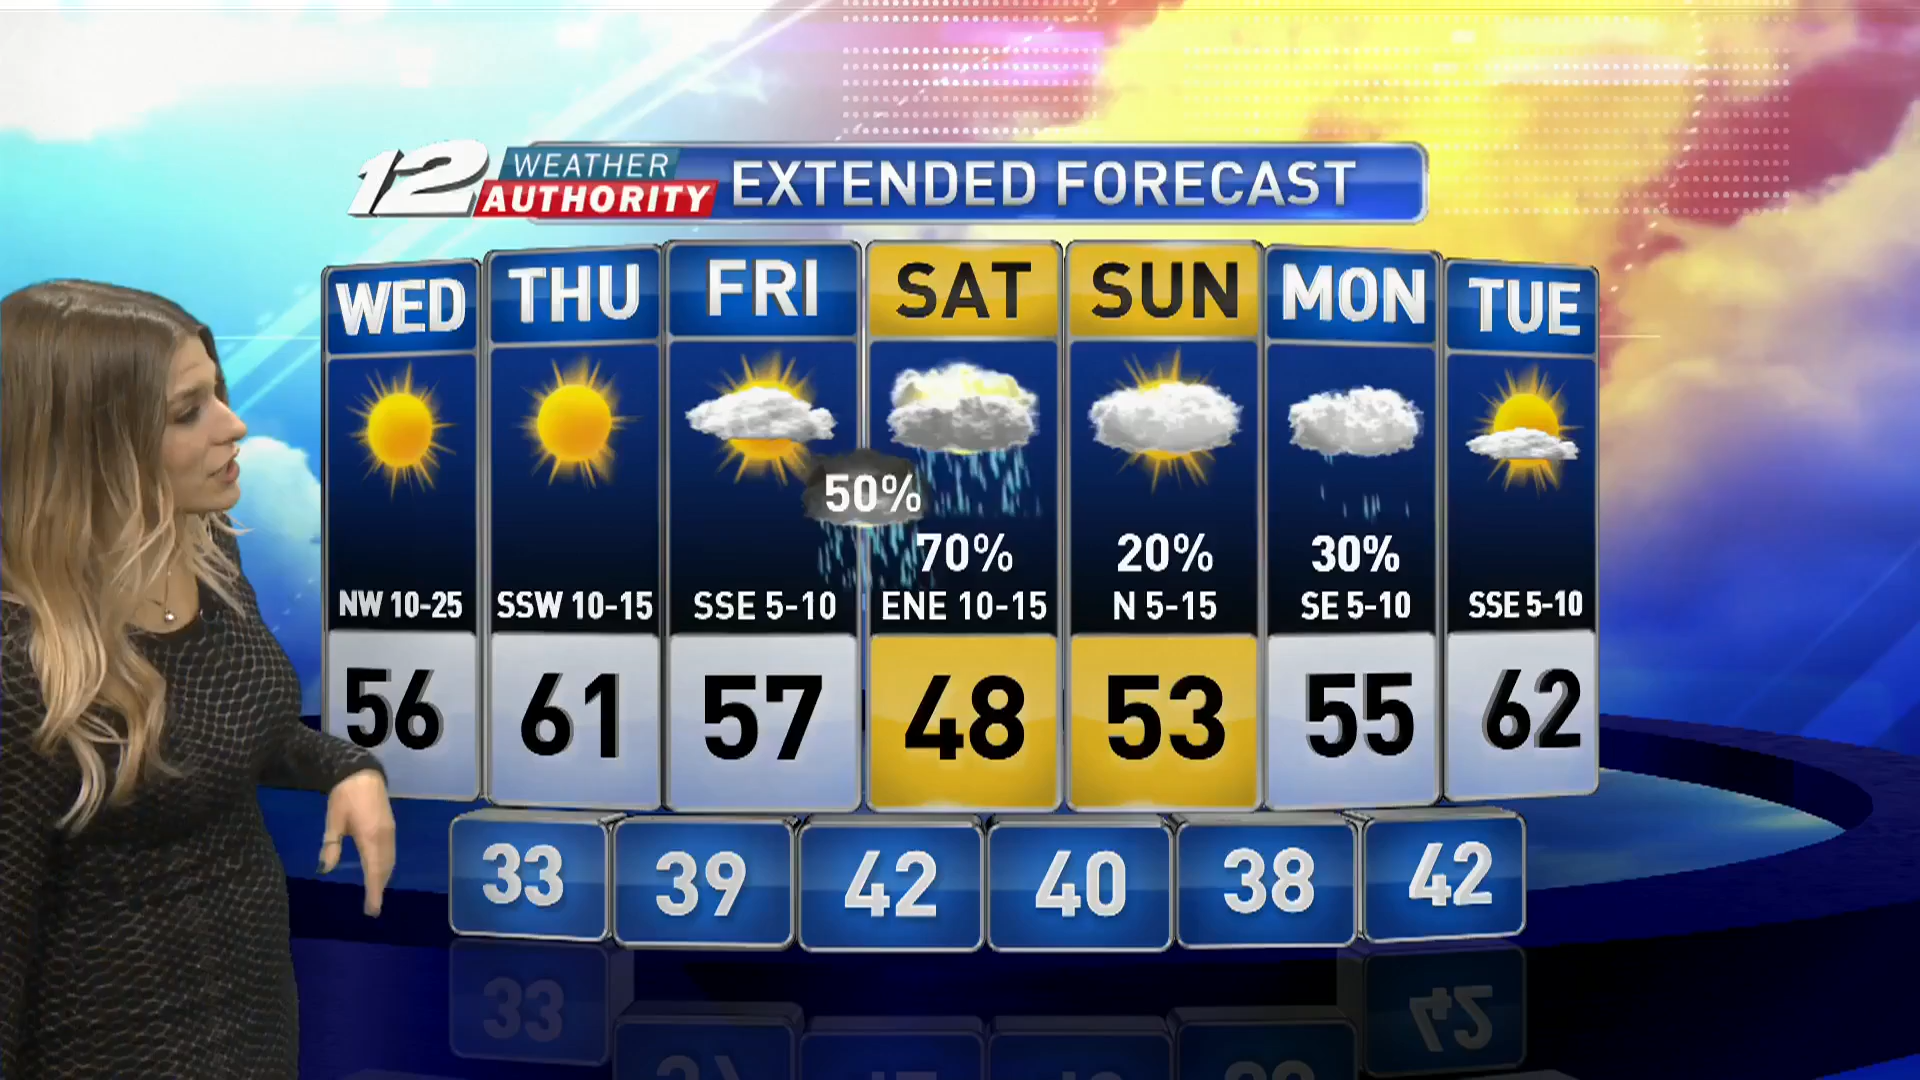 12 WEATHER AUTHORITY EXTENDED FORECAST
WED THU FRI SAT SUN MON TUE
50%
70% 20% 30%
NW 10-25 SSW 10-15 SSE 5-10 ENE 10-15 N 5-15 SE 5-10 SSE 5-10
56 61 57 48 53 55 62
33 39 42 40 38 42